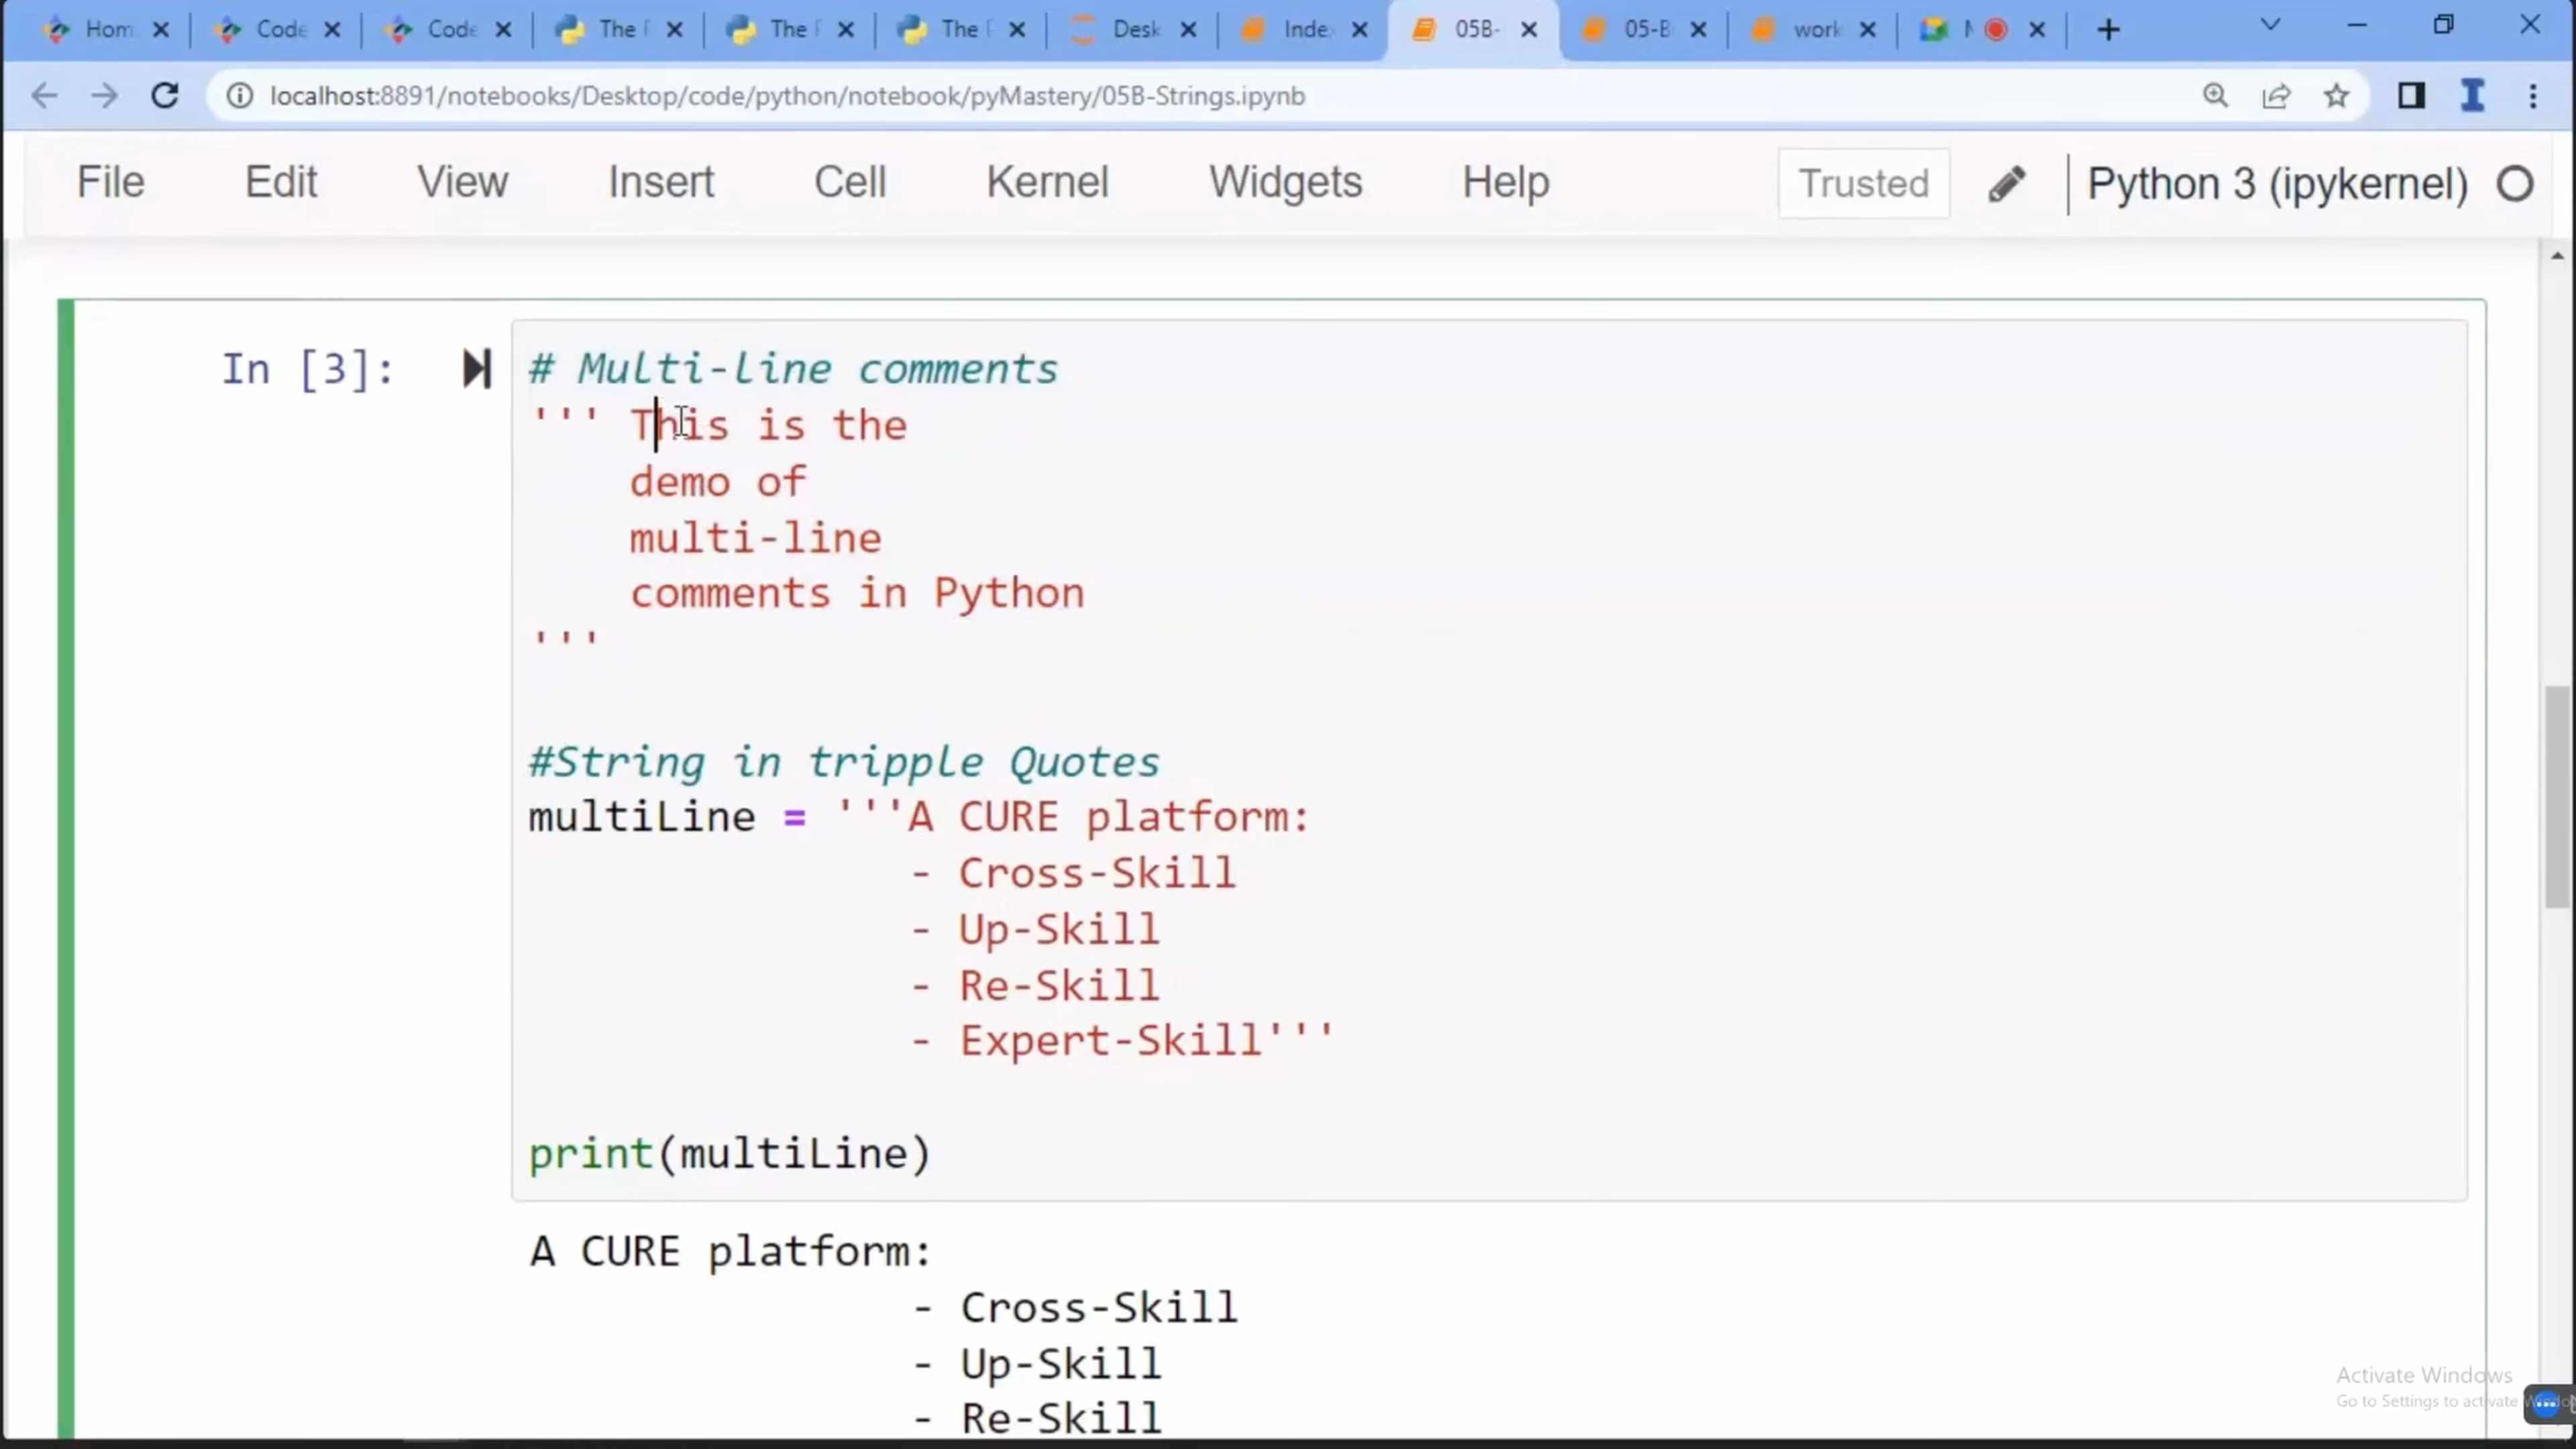 Hom
Code
Code
The
The
The
Desk
Inde
05B-
05-B
work
localhost:8891/notebooks/Desktop/code/python/notebook/pyMastery/05B-Strings.ipynb
File Edit View Insert Cell Kernel Widgets Help Trusted Python 3 (ipykernel)
In [3]:
# Multi-line comments
''' This is the
demo of
multi-line
comments in Python
'''
#String in tripple Quotes
multiLine = '''A CURE platform:
- Cross-Skill
- Up-Skill
- Re-Skill
- Expert-Skill'''
print(multiLine)
A CURE platform:
- Cross-Skill
- Up-Skill
- Re-Skill
Activate Windows
Go to Settings to activate